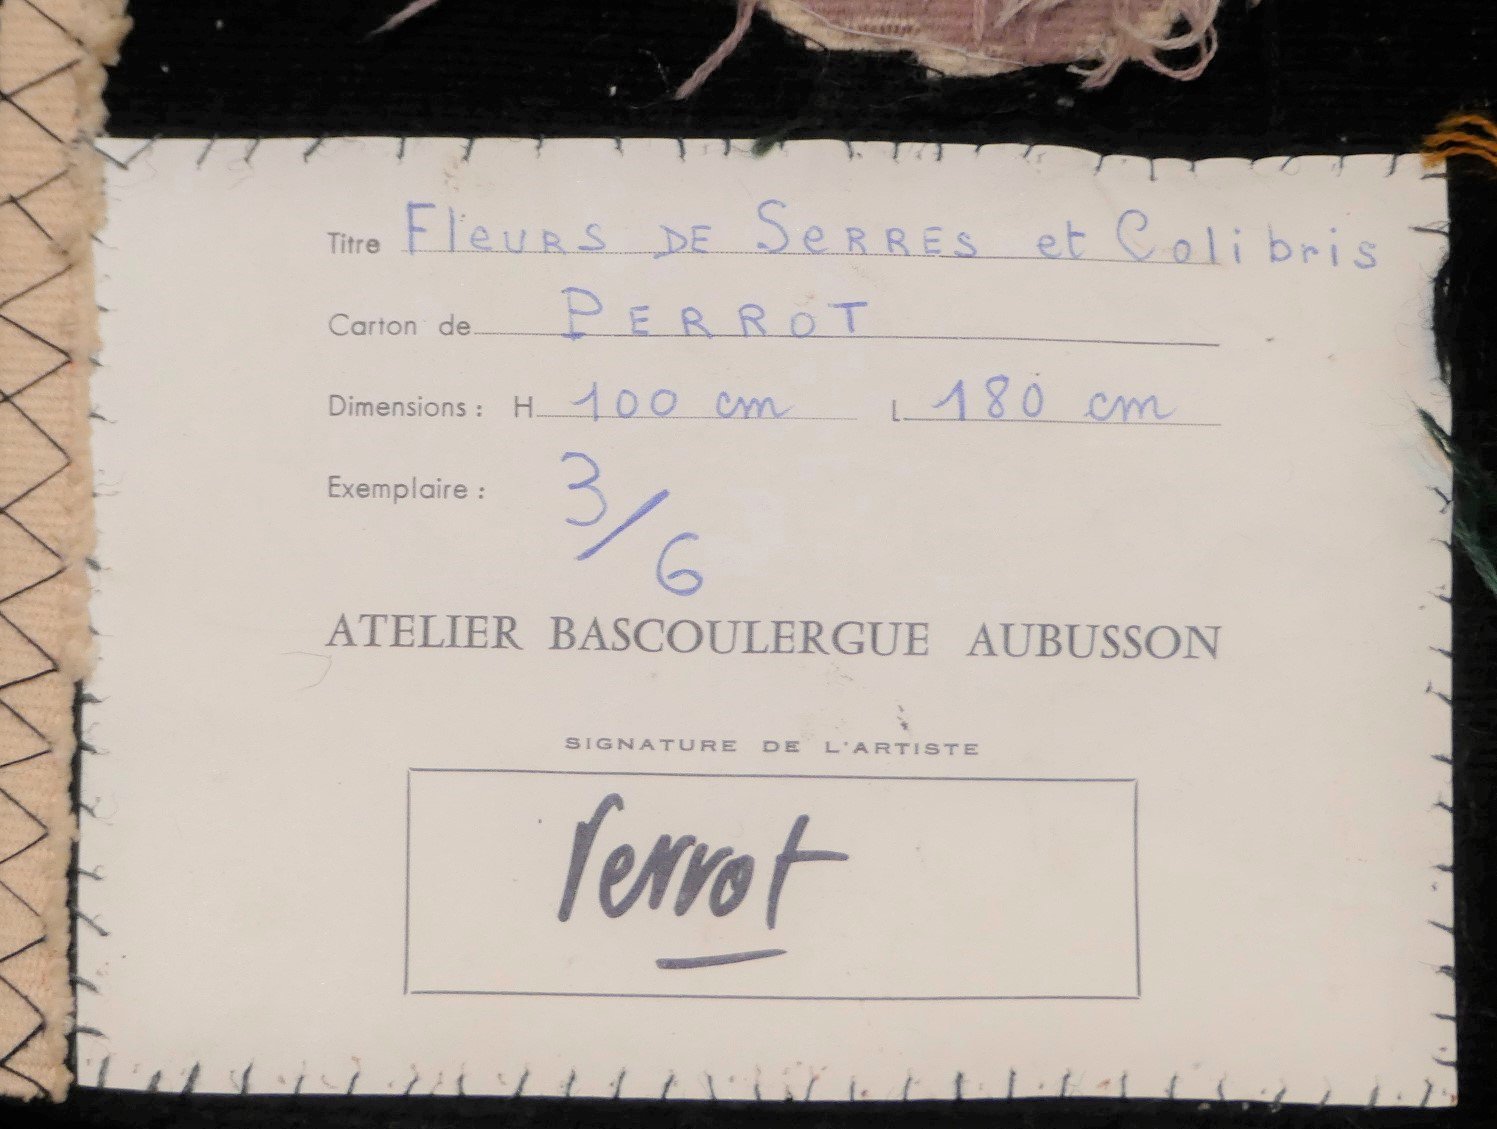 Titre Fleurs de Serres et Colibris
Carton de PERROT
Dimensions : H 100 cm L 180 cm
Exemplaire : 3/6
ATELIER BASCOULERGUE AUBUSSON
SIGNATURE DE L'ARTISTE
Perrot